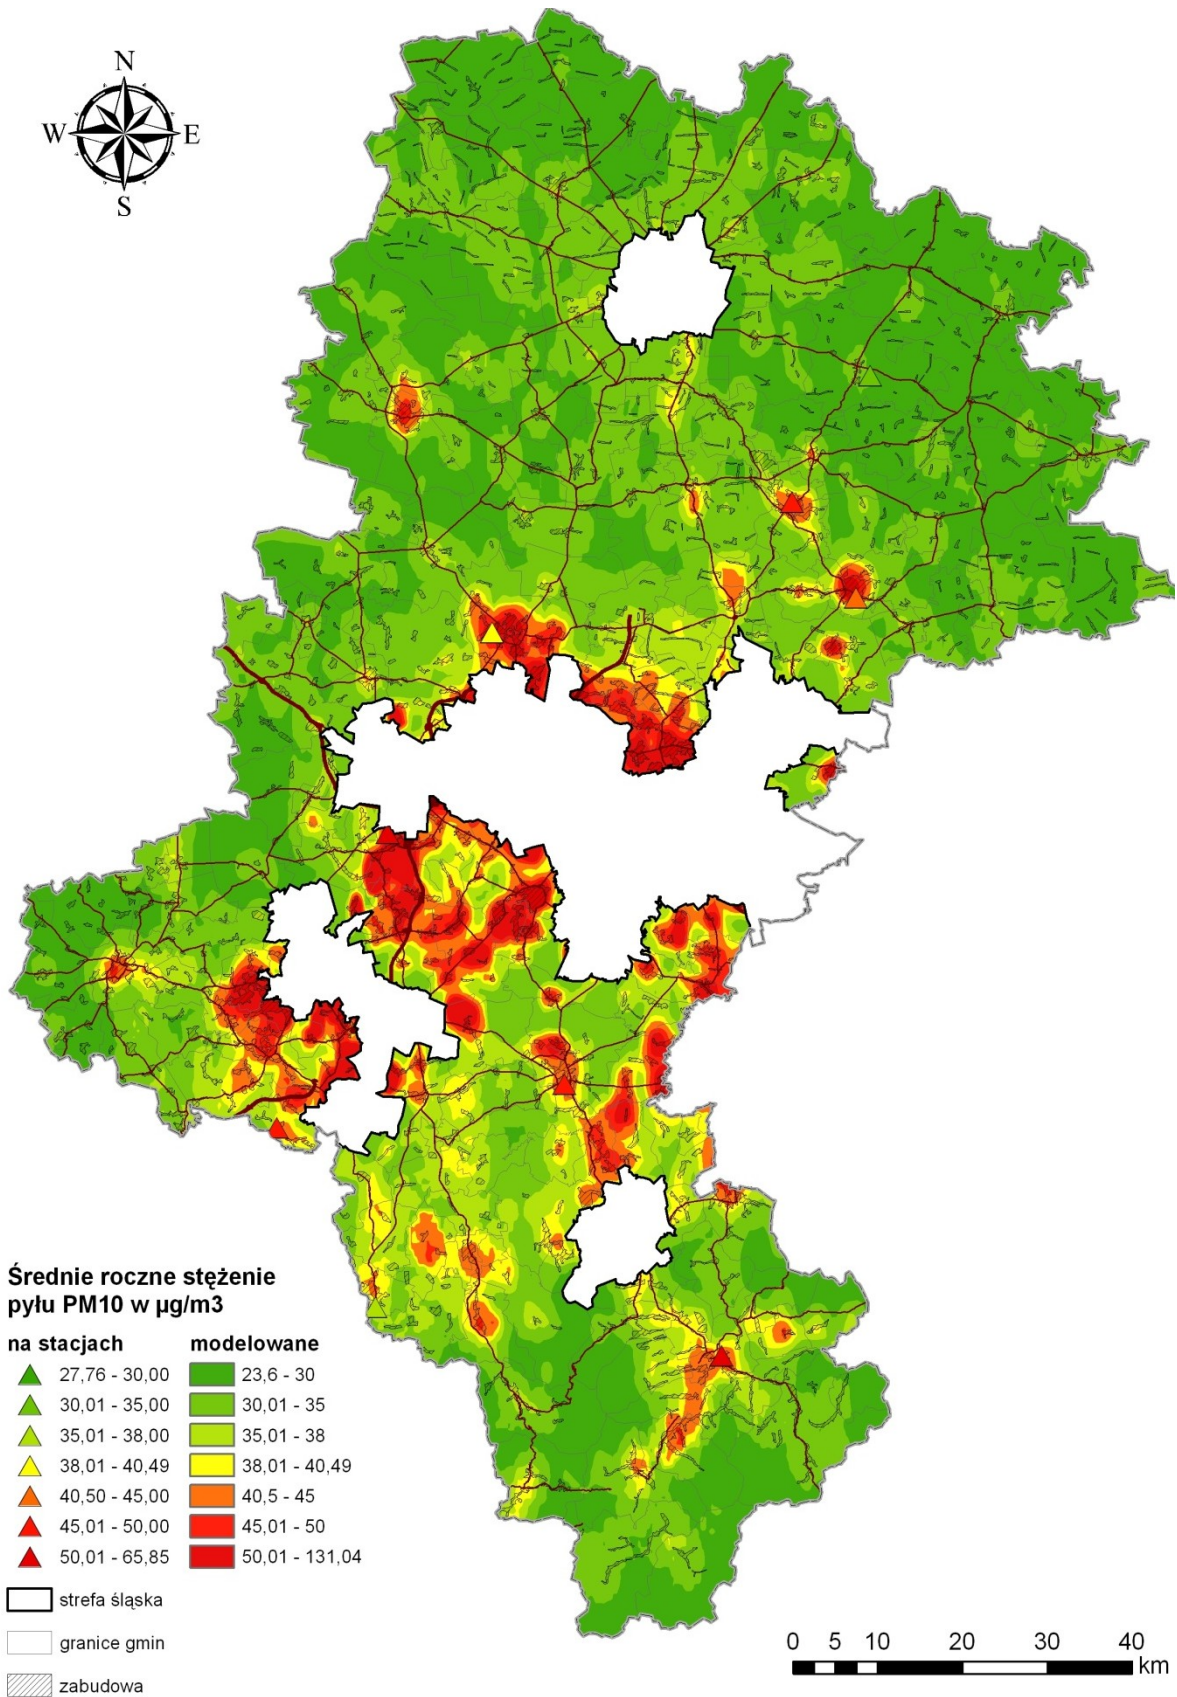 N
W E
S
Średnie roczne stężenie
pyłu PM10 w µg/m3
na stacjach modelowane
27,76 - 30,00 23,6 - 30
30,01 - 35,00 30,01 - 35
35,01 - 38,00 35,01 - 38
38,01 - 40,49 38,01 - 40,49
40,50 - 45,00 40,5 - 45
45,01 - 50,00 45,01 - 50
50,01 - 65,85 50,01 - 131,04
strefa śląska
granice gmin
zabudowa
0 5 10 20 30 40
km